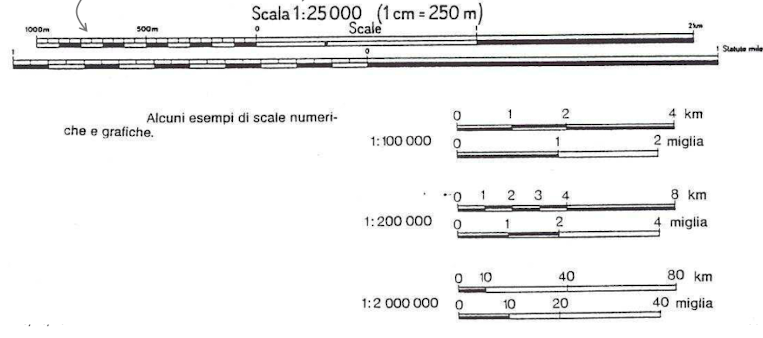 Scala 1:25 000 (1 cm = 250 m)
Scale
1000m 500m 0 1 2km
1 0 1 Statute mile
Alcuni esempi di scale numeri-
che e grafiche.
0 1 2 4 km
1:100 000
0 1 2 miglia
0 1 2 3 4 8 km
1:200 000
0 1 2 4 miglia
0 10 40 80 km
1:2 000 000
0 10 20 40 miglia